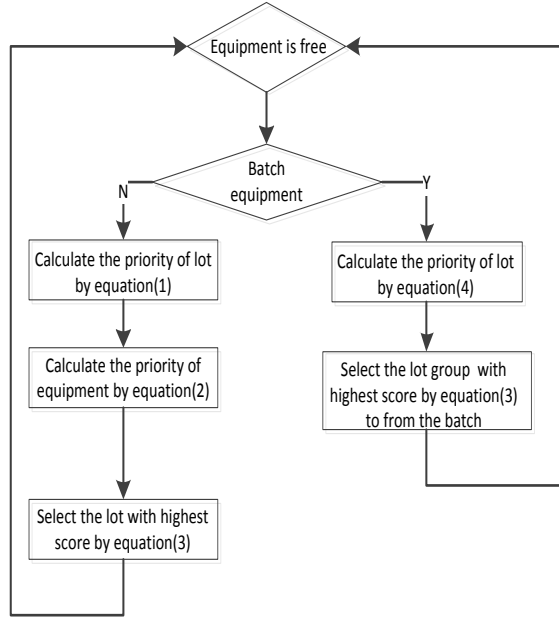 Equipment is free
Batch
equipment
N
Y
Calculate the priority of lot
by equation(1)
Calculate the priority of lot
by equation(4)
Calculate the priority of
equipment by equation(2)
Select the lot group with
highest score by equation(3)
to from the batch
Select the lot with highest
score by equation(3)